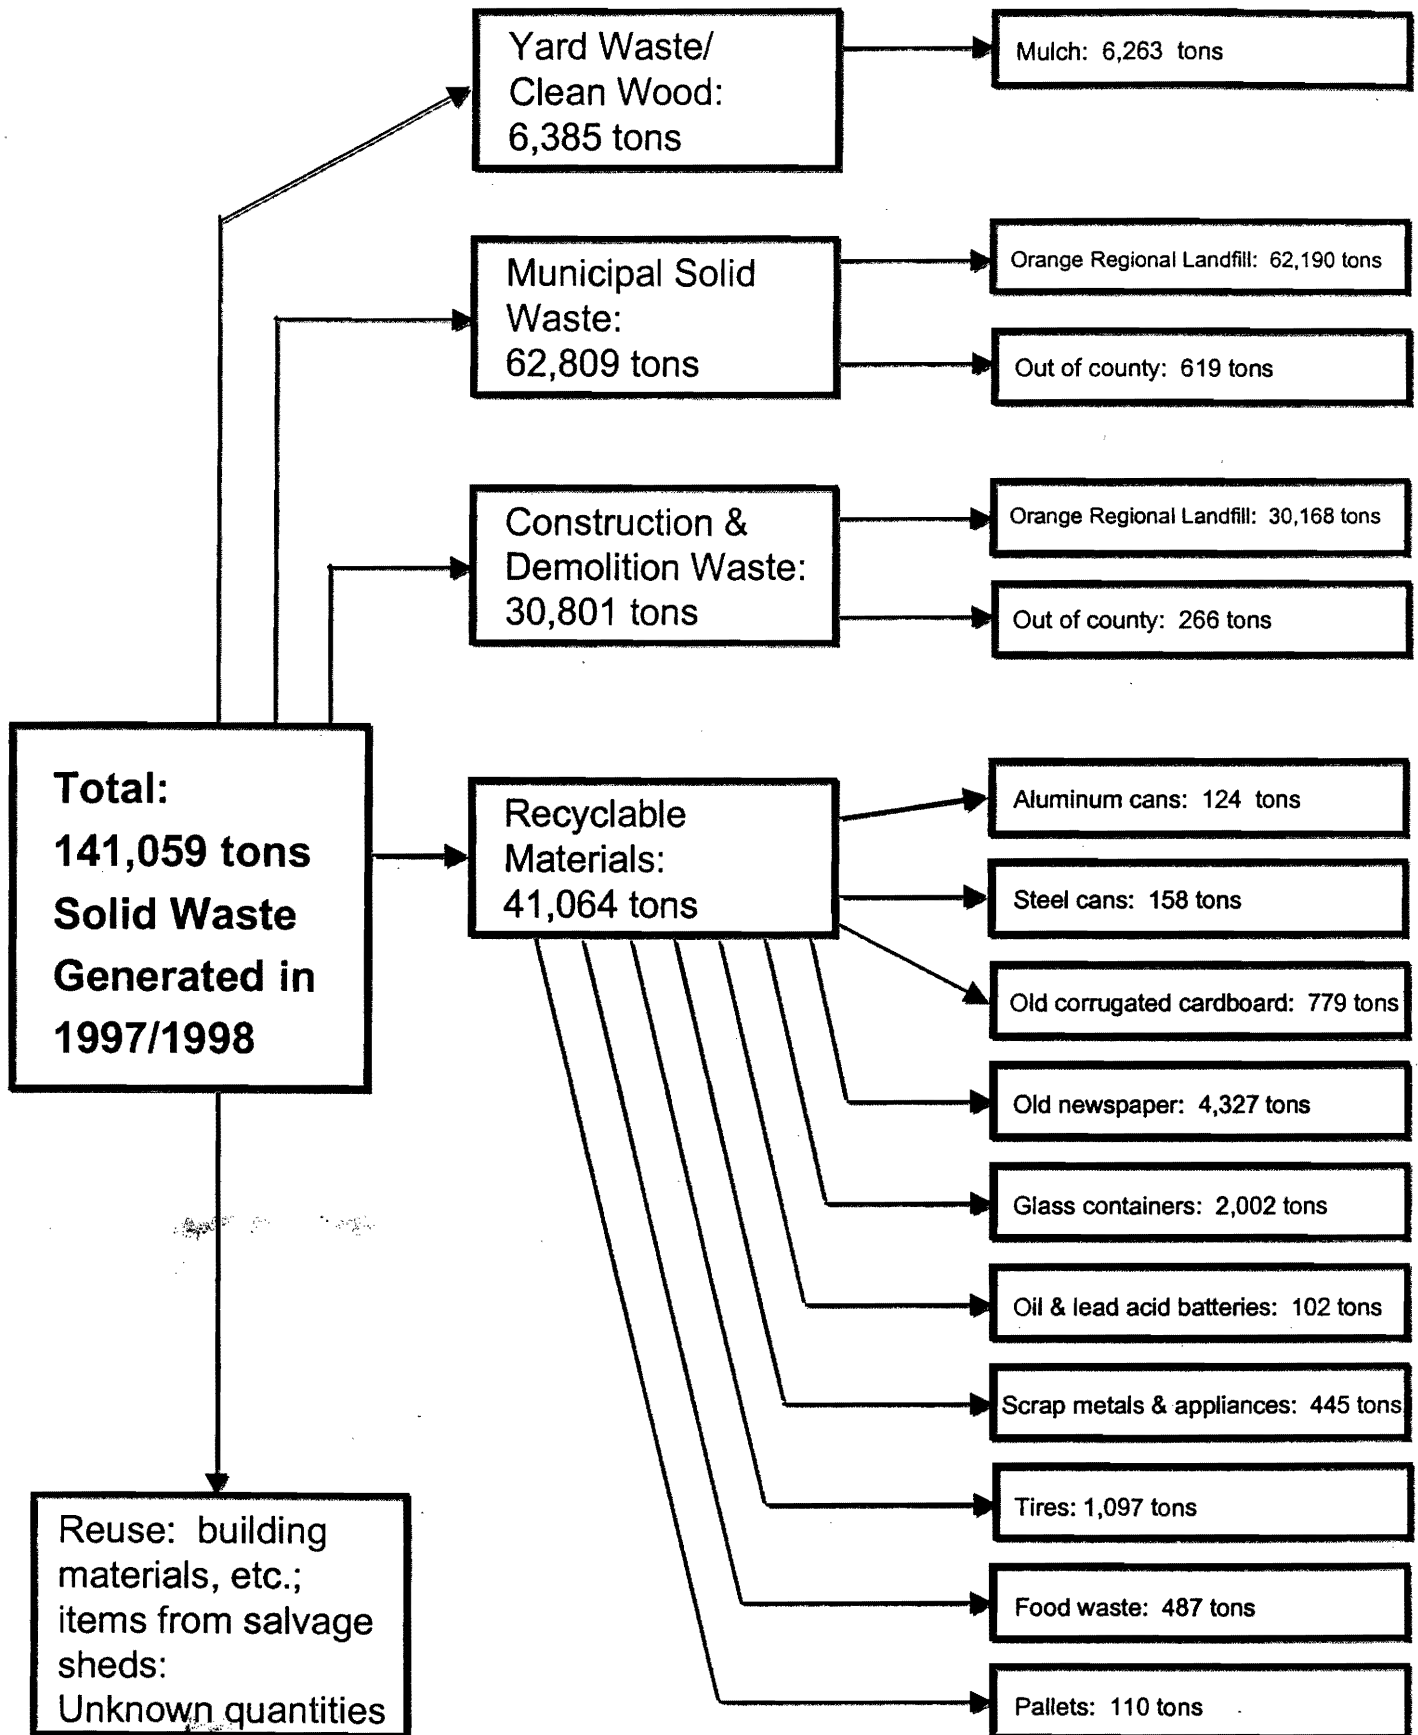 Yard Waste/
Clean Wood:
6,385 tons
Mulch: 6,263 tons
Municipal Solid
Waste:
62,809 tons
Orange Regional Landfill: 62,190 tons
Out of county: 619 tons
Construction &
Demolition Waste:
30,801 tons
Orange Regional Landfill: 30,168 tons
Out of county: 266 tons
Total:
141,059 tons
Solid Waste
Generated in
1997/1998
Recyclable
Materials:
41,064 tons
Aluminum cans: 124 tons
Steel cans: 158 tons
Old corrugated cardboard: 779 tons
Old newspaper: 4,327 tons
Glass containers: 2,002 tons
Oil & lead acid batteries: 102 tons
Scrap metals & appliances: 445 tons
Tires: 1,097 tons
Food waste: 487 tons
Pallets: 110 tons
Reuse: building
materials, etc.;
items from salvage
sheds:
Unknown quantities